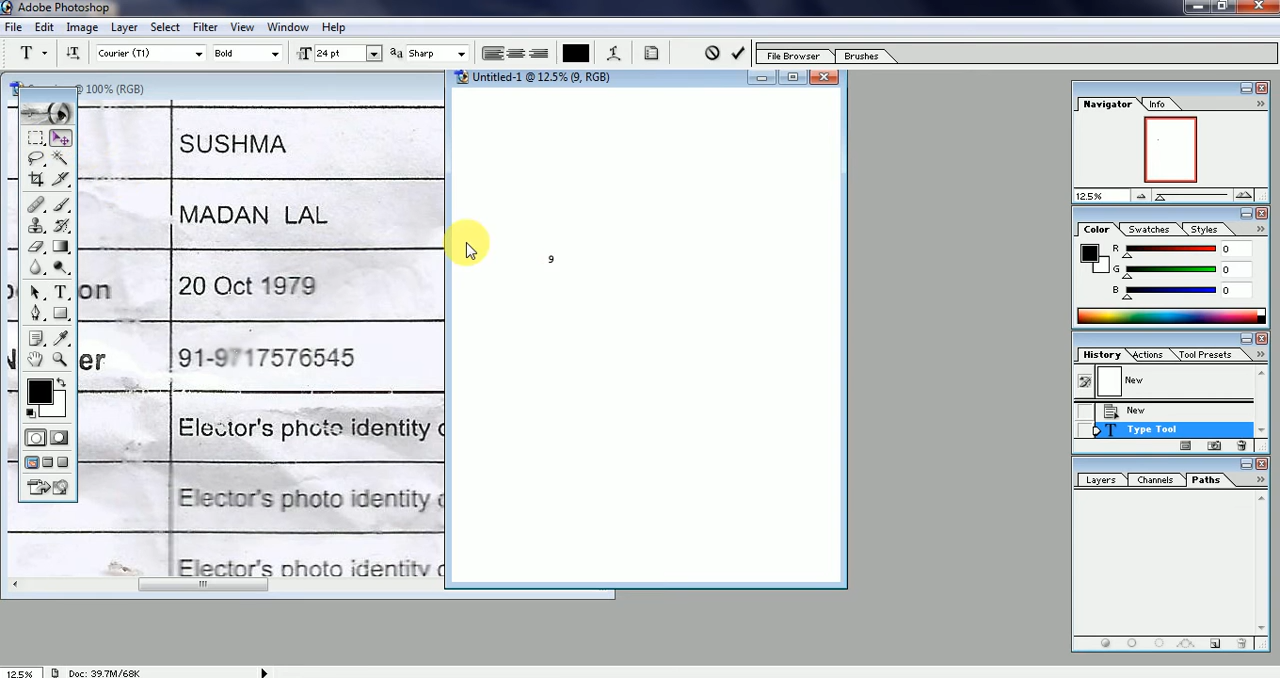 Adobe Photoshop
File Edit Image Layer Select Filter View Window Help
T Courier (T1) Bold 24 pt aa Sharp File Browser Brushes
@ 100% (RGB)
Untitled-1 @ 12.5% (9, RGB)
SUSHMA
MADAN LAL
on 20 Oct 1979
er 91-9717576545
Elector's photo identity
Elector's photo identity
Elector's photo identity
9
Navigator Info
12.5%
Color Swatches Styles
R 0
G 0
B 0
History Actions Tool Presets
New
New
Type Tool
Layers Channels Paths
12.5% Doc: 39.7M/68K